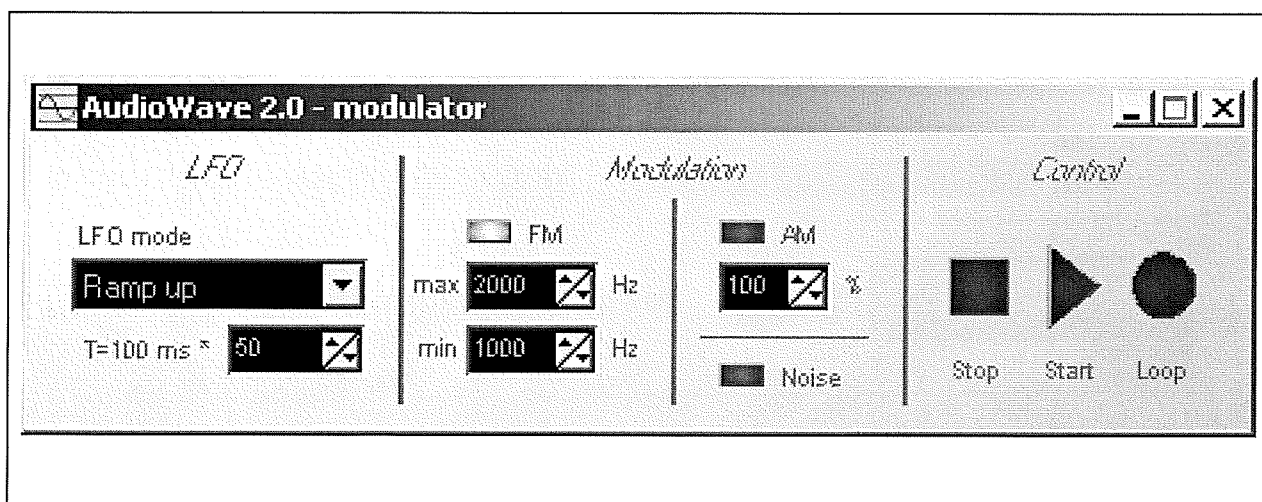 AudioWave 2.0 - modulator
LFO
Modulation
Control
LFO mode
Ramp up
T=100 ms * 50
FM
max 2000 Hz
min 1000 Hz
AM
100 %
Noise
Stop Start Loop